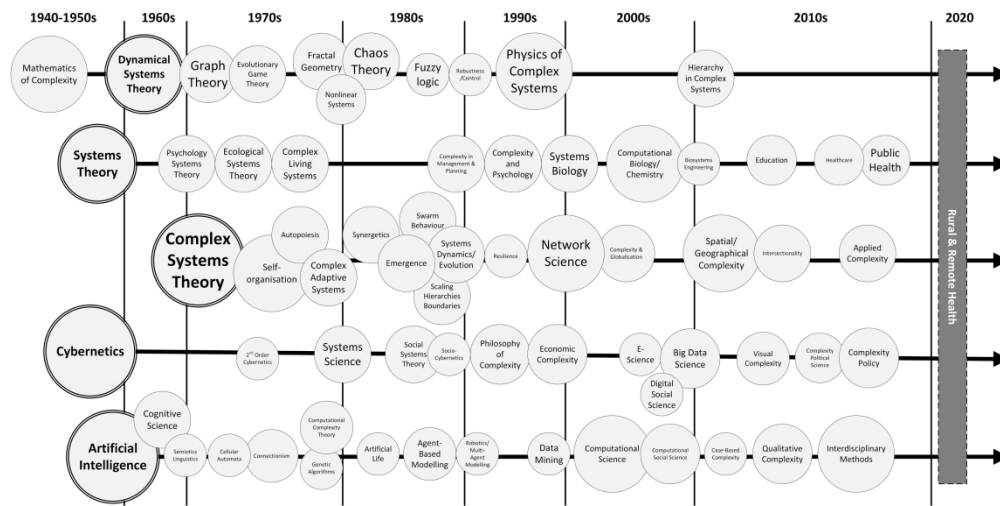 1940-1950s 1960s 1970s 1980s 1990s 2000s 2010s 2020
Mathematics
of Complexity
Dynamical
Systems
Theory
Graph
Theory
Evolutionary
Game
Theory
Fractal
Geometry
Nonlinear
Systems
Chaos
Theory
Fuzzy
logic
Robustness
/Control
Physics of
Complex
Systems
Hierarchy
in Complex
Systems
Systems
Theory
Psychology
Systems
Theory
Ecological
Systems
Theory
Complex
Living
Systems
Complexity in
Management &
Planning
Complexity
and
Psychology
Systems
Biology
Computational
Biology/
Chemistry
Biosystems
Engineering
Education
Healthcare
Public
Health
Complex
Systems
Theory
Self-
organisation
Autopoiesis
Complex
Adaptive
Systems
Synergetics
Emergence
Swarm
Behaviour
Systems
Dynamics/
Evolution
Scaling
Hierarchies
Boundaries
Resilience
Network
Science
Complexity &
Globalisation
Spatial/
Geographical
Complexity
Intersectionality
Applied
Complexity
Cybernetics
2nd Order
Cybernetics
Systems
Science
Social
Systems
Theory
Socio-
Cybernetics
Philosophy
of
Complexity
Economic
Complexity
E-
Science
Digital
Social
Science
Big Data
Science
Visual
Complexity
Complexity
Political
Science
Complexity
Policy
Artificial
Intelligence
Cognitive
Science
Semiotics
Linguistics
Cellular
Automata
Connectionism
Computational
Complexity
Theory
Genetic
Algorithms
Artificial
Life
Agent-
Based
Modelling
Robotics/
Multi-
Agent
Modelling
Data
Mining
Computational
Science
Computational
Social Science
Case-Based
Complexity
Qualitative
Complexity
Interdisciplinary
Methods
Rural & Remote Health